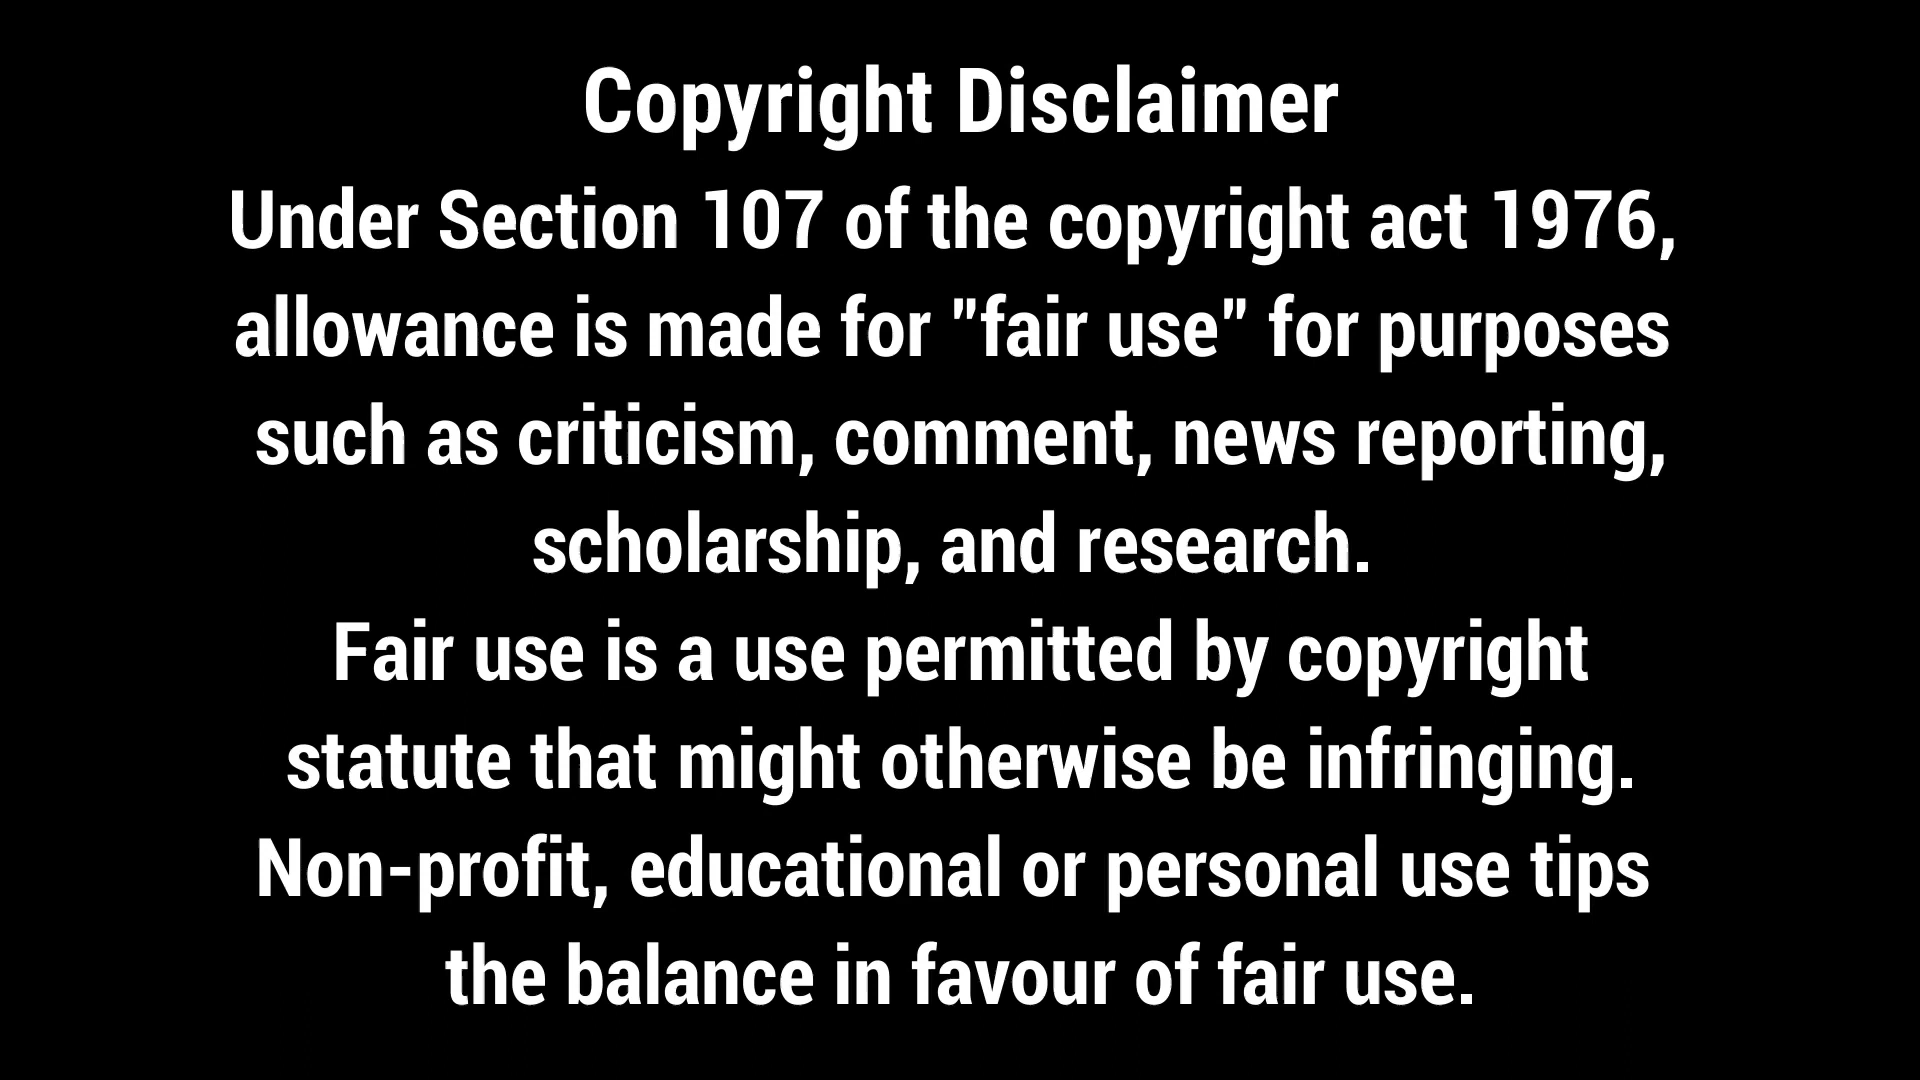 Copyright Disclaimer
Under Section 107 of the copyright act 1976,
allowance is made for "fair use" for purposes
such as criticism, comment, news reporting,
scholarship, and research.
Fair use is a use permitted by copyright
statute that might otherwise be infringing.
Non-profit, educational or personal use tips
the balance in favour of fair use.